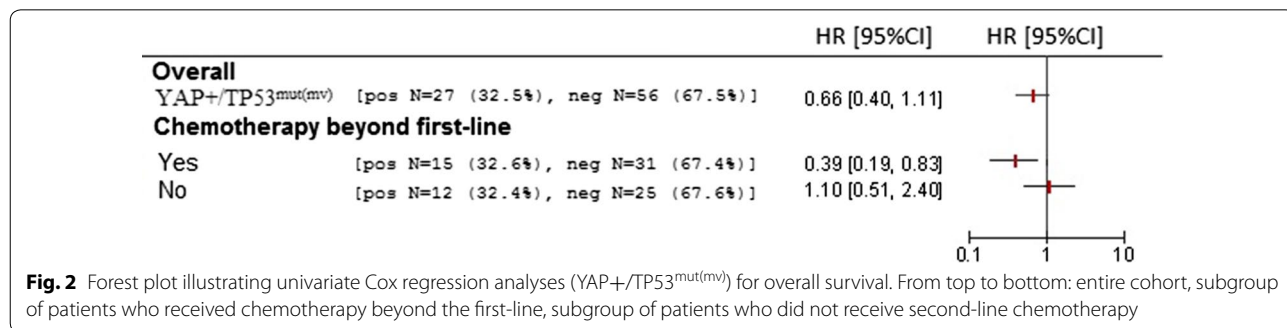 HR [95%CI] HR [95%CI]
Overall
YAP+/TP53mut(mv) [pos N=27 (32.5%), neg N=56 (67.5%)] 0.66 [0.40, 1.11]
Chemotherapy beyond first-line
Yes [pos N=15 (32.6%), neg N=31 (67.4%)] 0.39 [0.19, 0.83]
No [pos N=12 (32.4%), neg N=25 (67.6%)] 1.10 [0.51, 2.40]
0.1 1 10
Fig. 2 Forest plot illustrating univariate Cox regression analyses (YAP+/TP53mut(mv)) for overall survival. From top to bottom: entire cohort, subgroup
of patients who received chemotherapy beyond the first-line, subgroup of patients who did not receive second-line chemotherapy